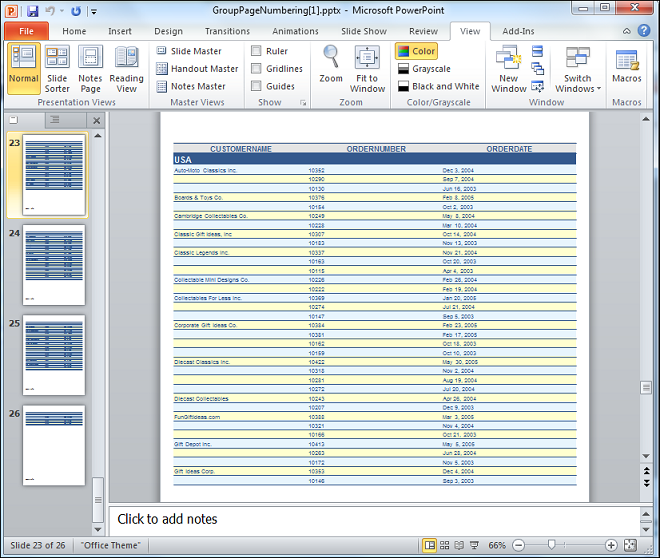 GroupPageNumbering[1].pptx - Microsoft PowerPoint
File Home Insert Design Transitions Animations Slide Show Review View Add-Ins
Normal Slide Sorter Notes Page Reading View
Presentation Views
Slide Master
Handout Master
Notes Master
Master Views
Ruler
Gridlines
Guides
Show
Zoom Fit to Window
Zoom
Color
Grayscale
Black and White
Color/Grayscale
New Window Switch Windows
Window
Macros
Macros
23
24
25
26
CUSTOMERNAME ORDERNUMBER ORDERDATE
USA
Auto-Moto Classics Inc. 10392 Dec 3, 2004
10290 Sep 7, 2004
10130 Jun 16, 2003
Boards & Toys Co. 10376 Feb 8, 2005
10154 Oct 2, 2003
Cambridge Collectables Co. 10249 May 8, 2004
10228 Mar 10, 2004
Classic Gift Ideas, Inc 10307 Oct 14, 2004
10183 Nov 13, 2003
Classic Legends Inc. 10337 Nov 21, 2004
10163 Oct 20, 2003
10115 Apr 4, 2003
Collectable Mini Designs Co. 10226 Feb 26, 2004
10222 Feb 19, 2004
Collectables For Less Inc. 10369 Jan 20, 2005
10274 Jul 21, 2004
10147 Sep 5, 2003
Corporate Gift Ideas Co. 10384 Feb 23, 2005
10381 Feb 17, 2005
10162 Oct 18, 2003
10159 Oct 10, 2003
Diecast Classics Inc. 10422 May 30, 2005
10318 Nov 2, 2004
10281 Aug 19, 2004
10272 Jul 20, 2004
Diecast Collectables 10243 Apr 26, 2004
10207 Dec 9, 2003
FunGiftIdeas.com 10388 Mar 3, 2005
10321 Nov 4, 2004
10166 Oct 21, 2003
Gift Depot Inc. 10413 May 5, 2005
10263 Jun 28, 2004
10172 Nov 5, 2003
Gift Ideas Corp. 10353 Dec 4, 2004
10146 Sep 3, 2003
Click to add notes
Slide 23 of 26 "Office Theme" 66%